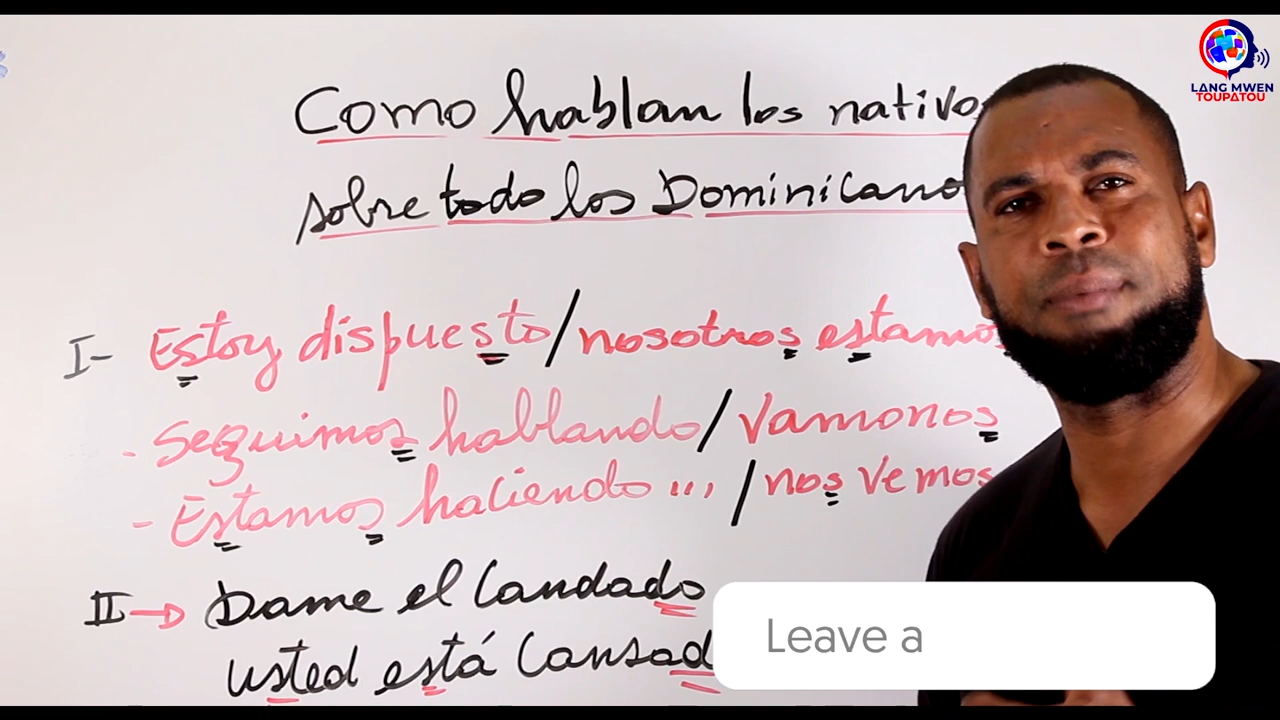 LANG MWEN
TOUPATOU
Como hablan los nativos
sobre todo los Dominicano
I- Estoy dispuesto/nosotros estamos
- Seguimos hablando/Vamonos
- Estamos haciendo.../nos vemos
II → Dame el Candado
usted está Cansad
Leave a